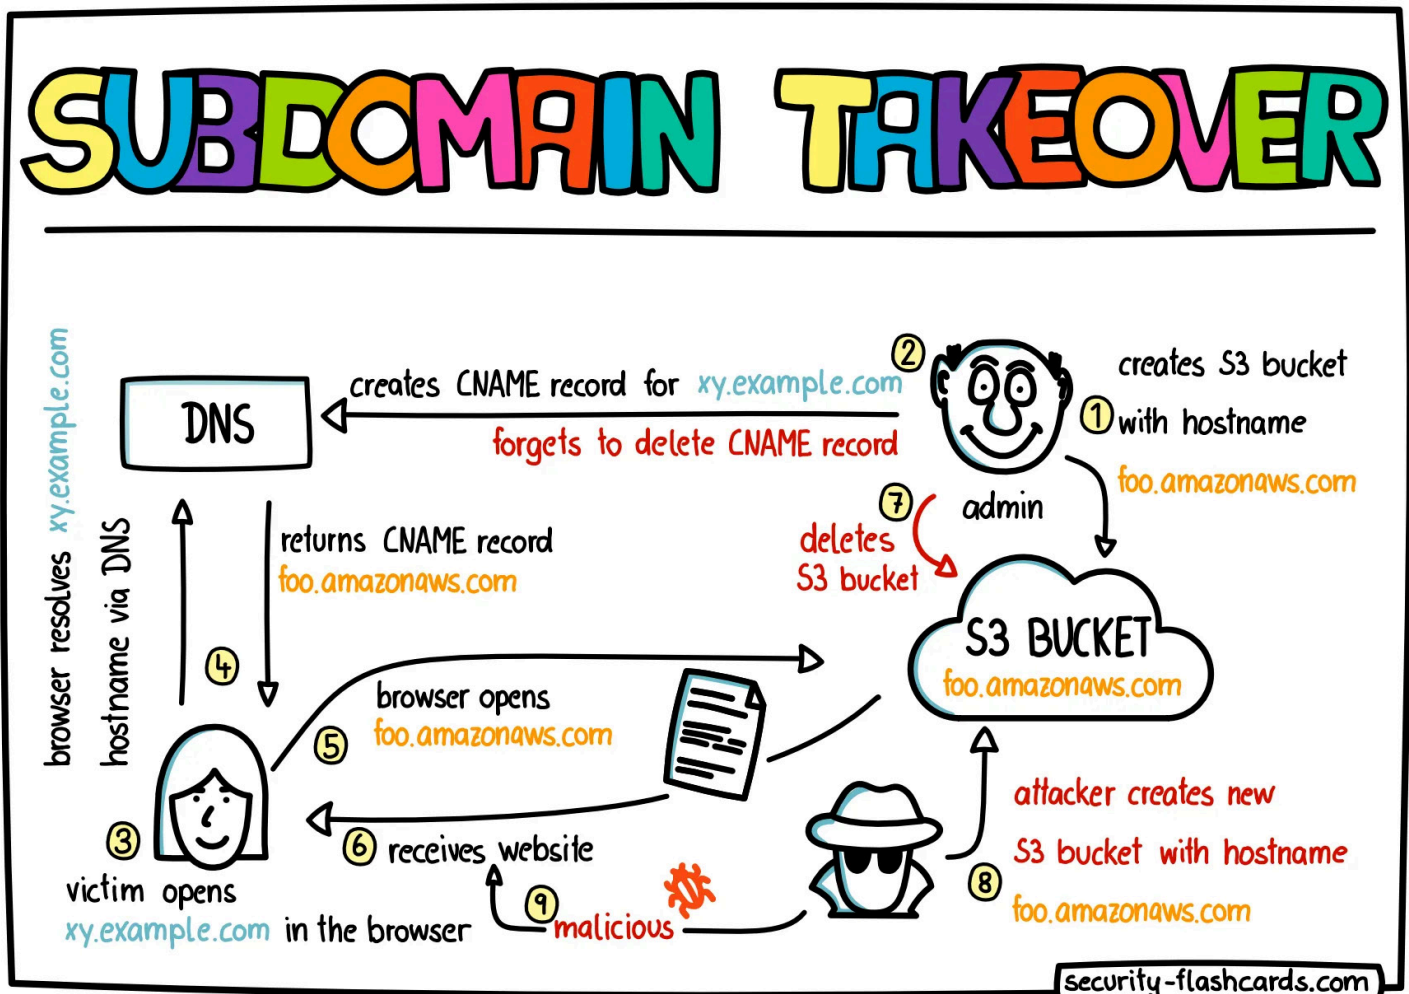 SUBDOMAIN TAKEOVER
browser resolves xy.example.com
hostname via DNS
DNS
creates CNAME record for xy.example.com
forgets to delete CNAME record
2
admin
1
creates S3 bucket
with hostname
foo.amazonaws.com
7
deletes
S3 bucket
returns CNAME record
foo.amazonaws.com
4
S3 BUCKET
foo.amazonaws.com
browser opens
foo.amazonaws.com
5
3
victim opens
xy.example.com in the browser
6 receives website
9
malicious
8
attacker creates new
S3 bucket with hostname
foo.amazonaws.com
security-flashcards.com